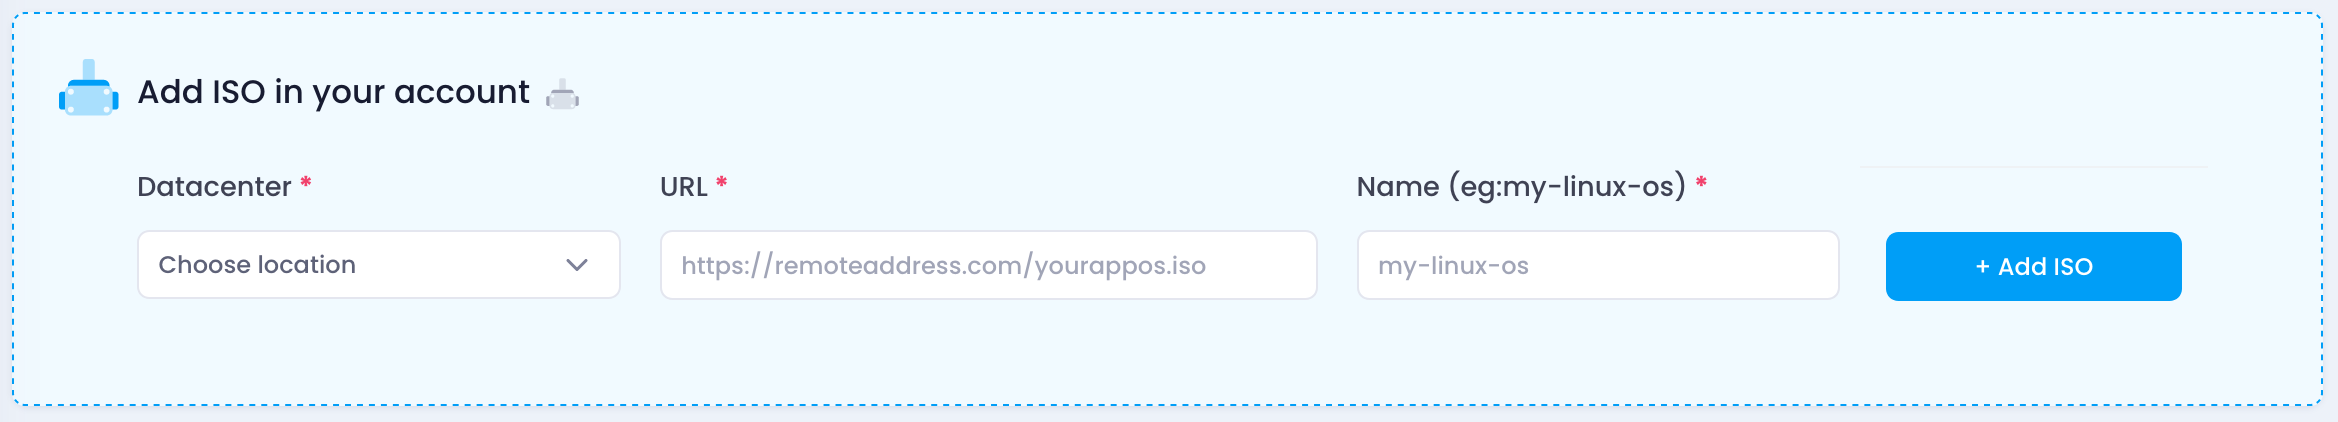 Add ISO in your account
Datacenter *
URL *
Name (eg:my-linux-os) *
Choose location
https://remoteaddress.com/yourappos.iso
my-linux-os
+ Add ISO